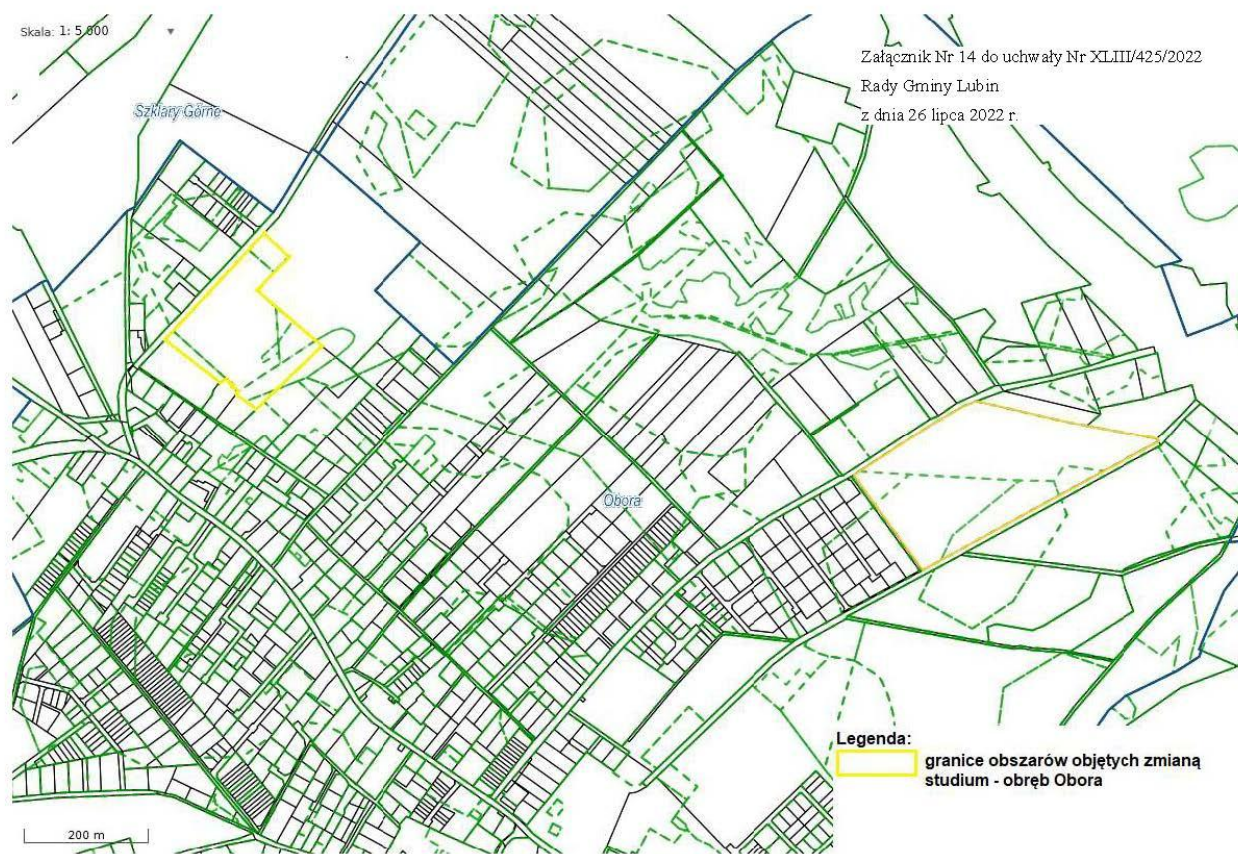 Skala: 1: 5 000
Załącznik Nr 14 do uchwały Nr XLIII/425/2022
Rady Gminy Lubin
z dnia 26 lipca 2022 r.
Szklary Górne
Obora
Legenda:
granice obszarów objętych zmianą
studium - obręb Obora
200 m